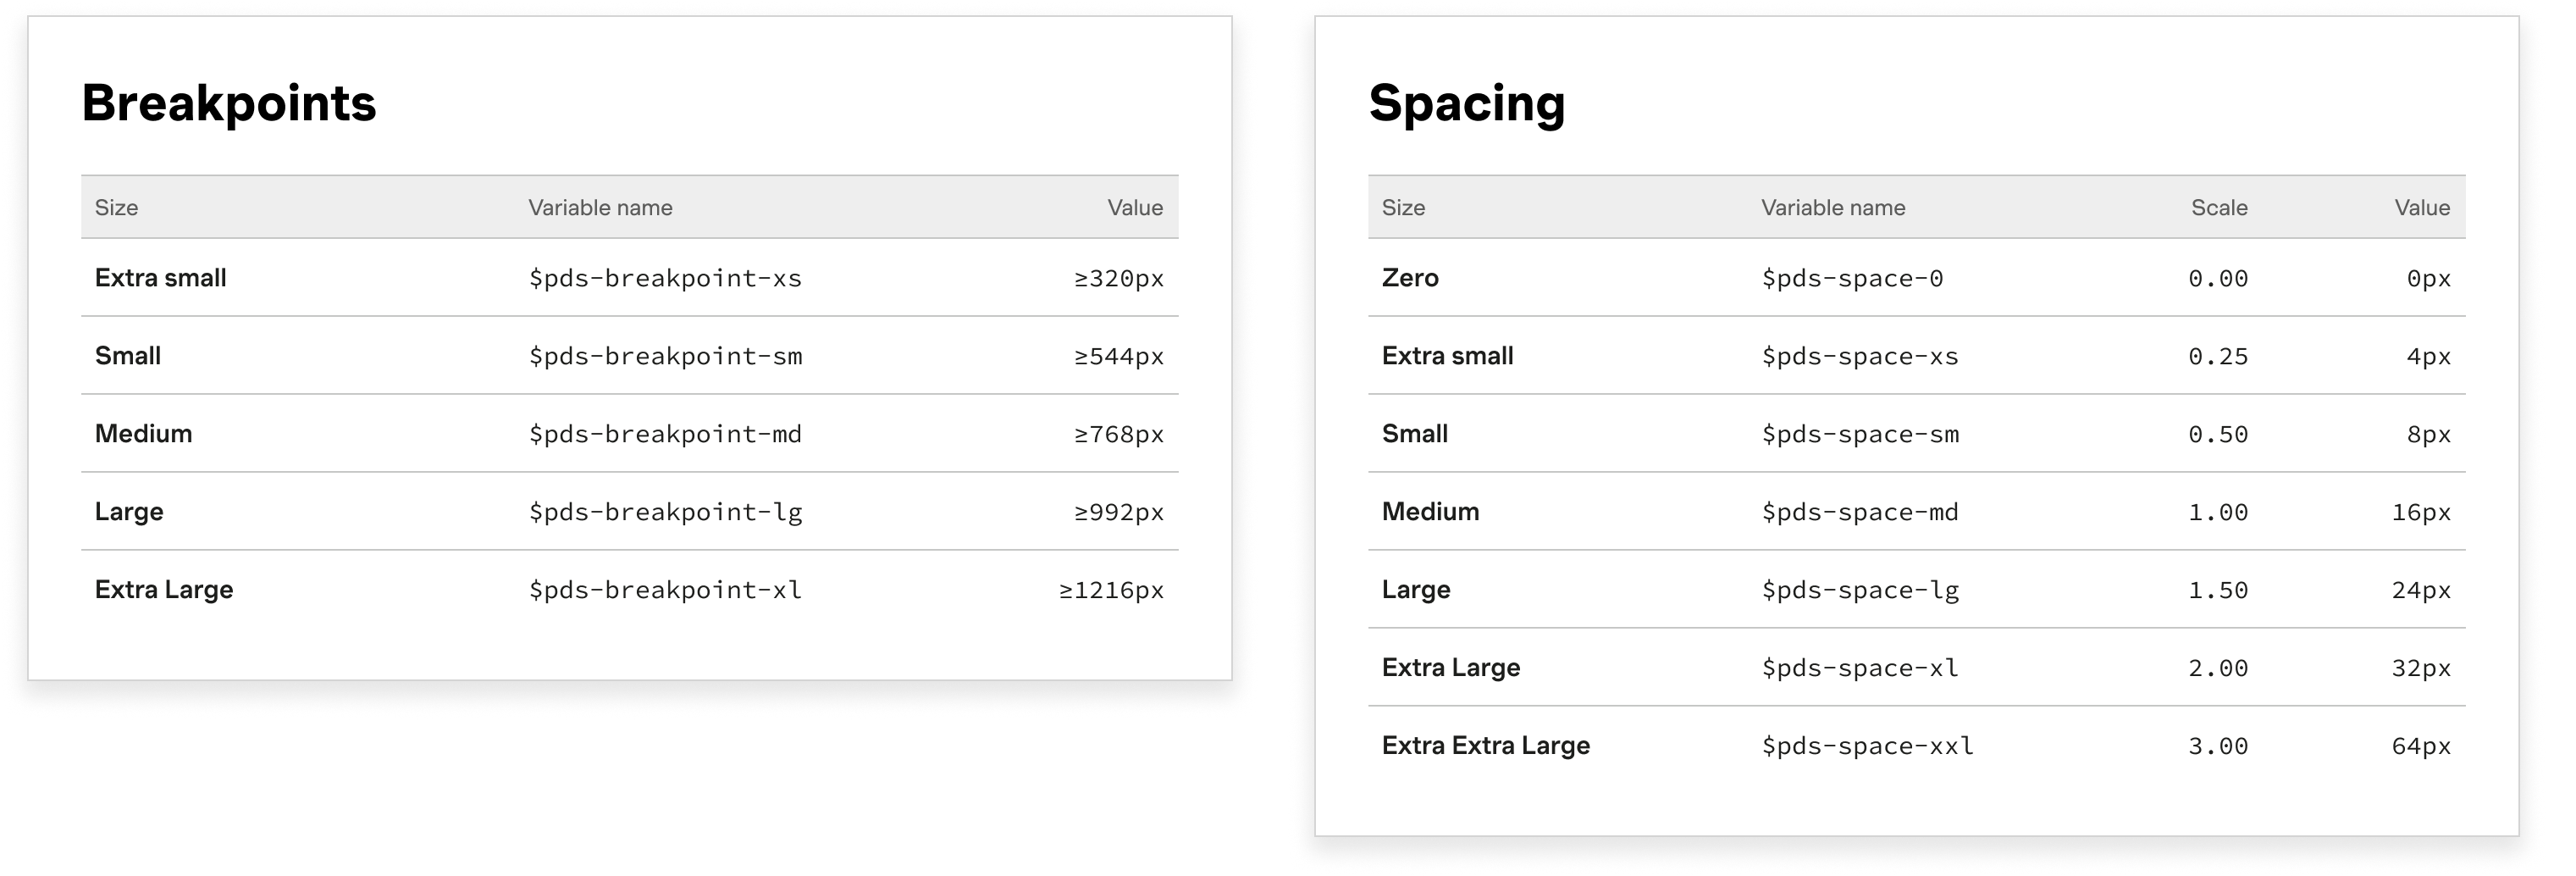 Breakpoints
Size Variable name Value
Extra small $pds-breakpoint-xs ≥320px
Small $pds-breakpoint-sm ≥544px
Medium $pds-breakpoint-md ≥768px
Large $pds-breakpoint-lg ≥992px
Extra Large $pds-breakpoint-xl ≥1216px
Spacing
Size Variable name Scale Value
Zero $pds-space-0 0.00 0px
Extra small $pds-space-xs 0.25 4px
Small $pds-space-sm 0.50 8px
Medium $pds-space-md 1.00 16px
Large $pds-space-lg 1.50 24px
Extra Large $pds-space-xl 2.00 32px
Extra Extra Large $pds-space-xxl 3.00 64px